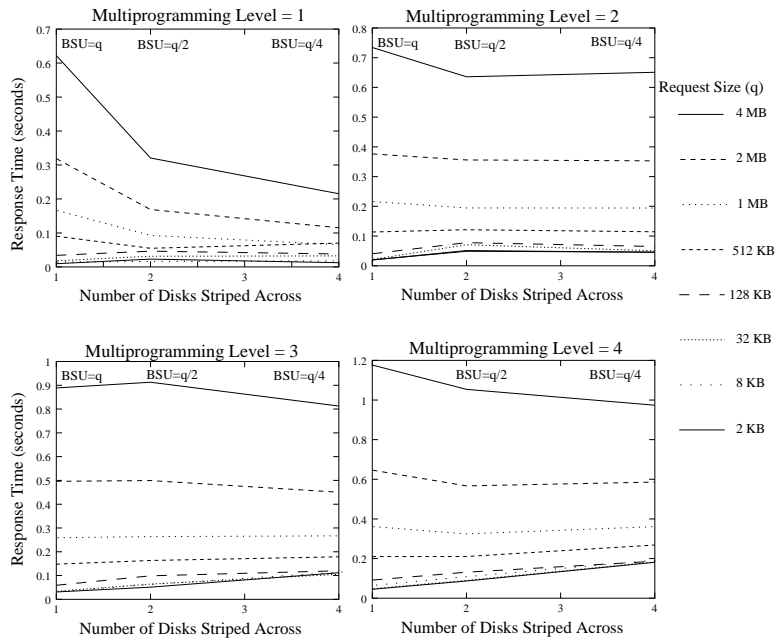 Multiprogramming Level = 1
0.7
0.6
0.5
0.4
0.3
0.2
0.1
0
BSU=q BSU=q/2 BSU=q/4
Response Time (seconds)
1 2 3 4
Number of Disks Striped Across
Multiprogramming Level = 2
0.8
0.7
0.6
0.5
0.4
0.3
0.2
0.1
0
BSU=q BSU=q/2 BSU=q/4
1 2 3 4
Number of Disks Striped Across
Request Size (q)
4 MB
2 MB
1 MB
512 KB
128 KB
32 KB
8 KB
2 KB
Multiprogramming Level = 3
1
0.9
0.8
0.7
0.6
0.5
0.4
0.3
0.2
0.1
0
BSU=q BSU=q/2 BSU=q/4
Response Time (seconds)
1 2 3 4
Number of Disks Striped Across
Multiprogramming Level = 4
1.2
1
0.8
0.6
0.4
0.2
0
BSU=q BSU=q/2 BSU=q/4
1 2 3 4
Number of Disks Striped Across